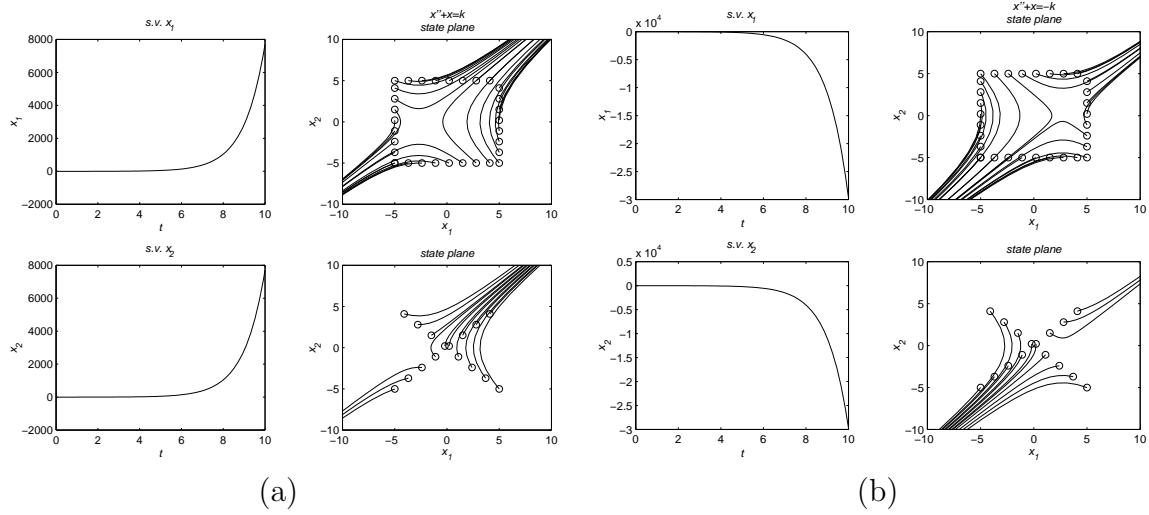 s.v. x1
8000
6000
4000
2000
0
−2000
0 2 4 6 8 10
t
x1
x''+x=k
state plane
10
5
0
−5
−10
−10 −5 0 5 10
x1
x2
s.v. x2
8000
6000
4000
2000
0
−2000
0 2 4 6 8 10
t
x2
state plane
10
5
0
−5
−10
−10 −5 0 5 10
x1
x2
(a)
x 10^4
s.v. x1
0
−0.5
−1
−1.5
−2
−2.5
−3
0 2 4 6 8 10
t
x1
x''+x=−k
state plane
10
5
0
−5
−10
−10 −5 0 5 10
x1
x2
x 10^4
s.v. x2
0.5
0
−0.5
−1
−1.5
−2
−2.5
−3
0 2 4 6 8 10
t
x2
state plane
10
5
0
−5
−10
−10 −5 0 5 10
x1
x2
(b)